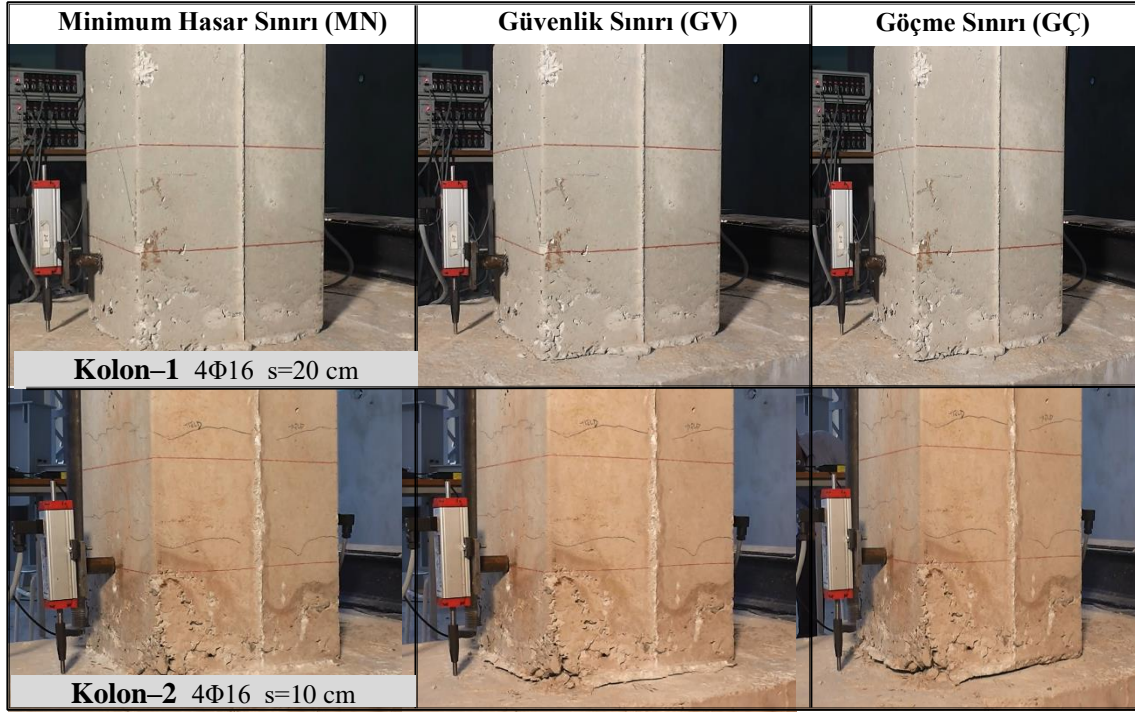 Minimum Hasar Sınırı (MN)
Güvenlik Sınırı (GV)
Göçme Sınırı (GÇ)
Kolon–1 4Φ16 s=20 cm
Kolon–2 4Φ16 s=10 cm